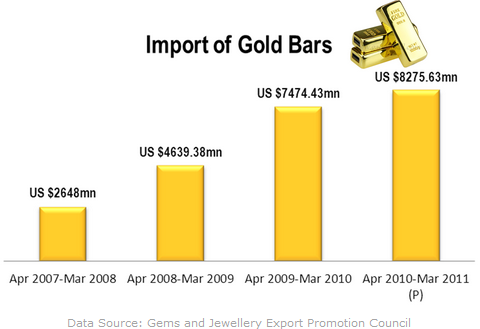 Import of Gold Bars
US $8275.63mn
US $7474.43mn
US $4639.38mn
US $2648mn
Apr 2007-Mar 2008
Apr 2008-Mar 2009
Apr 2009-Mar 2010
Apr 2010-Mar 2011
(P)
Data Source: Gems and Jewellery Export Promotion Council